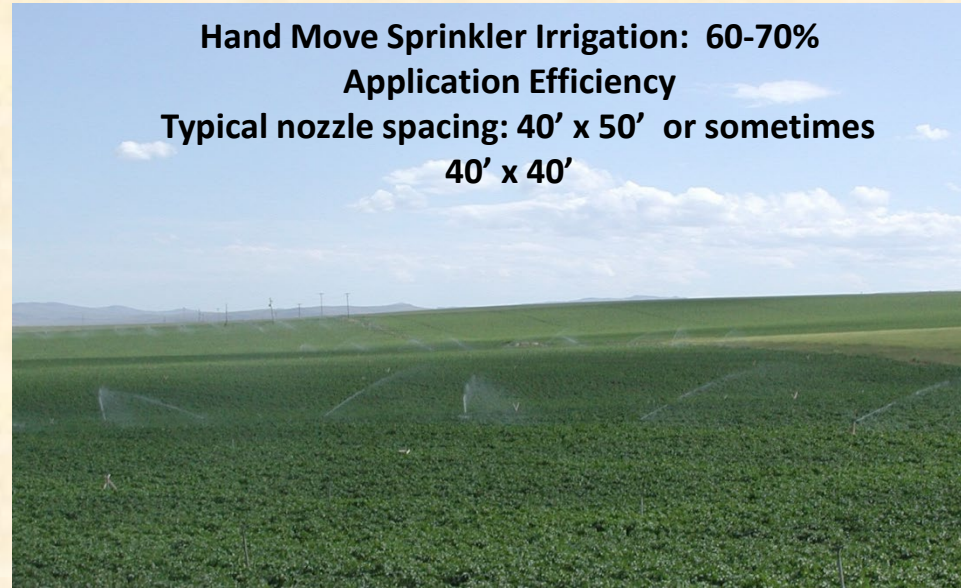 Hand Move Sprinkler Irrigation:  60-70%
Application Efficiency
Typical nozzle spacing: 40’ x 50’  or sometimes
40’ x 40’